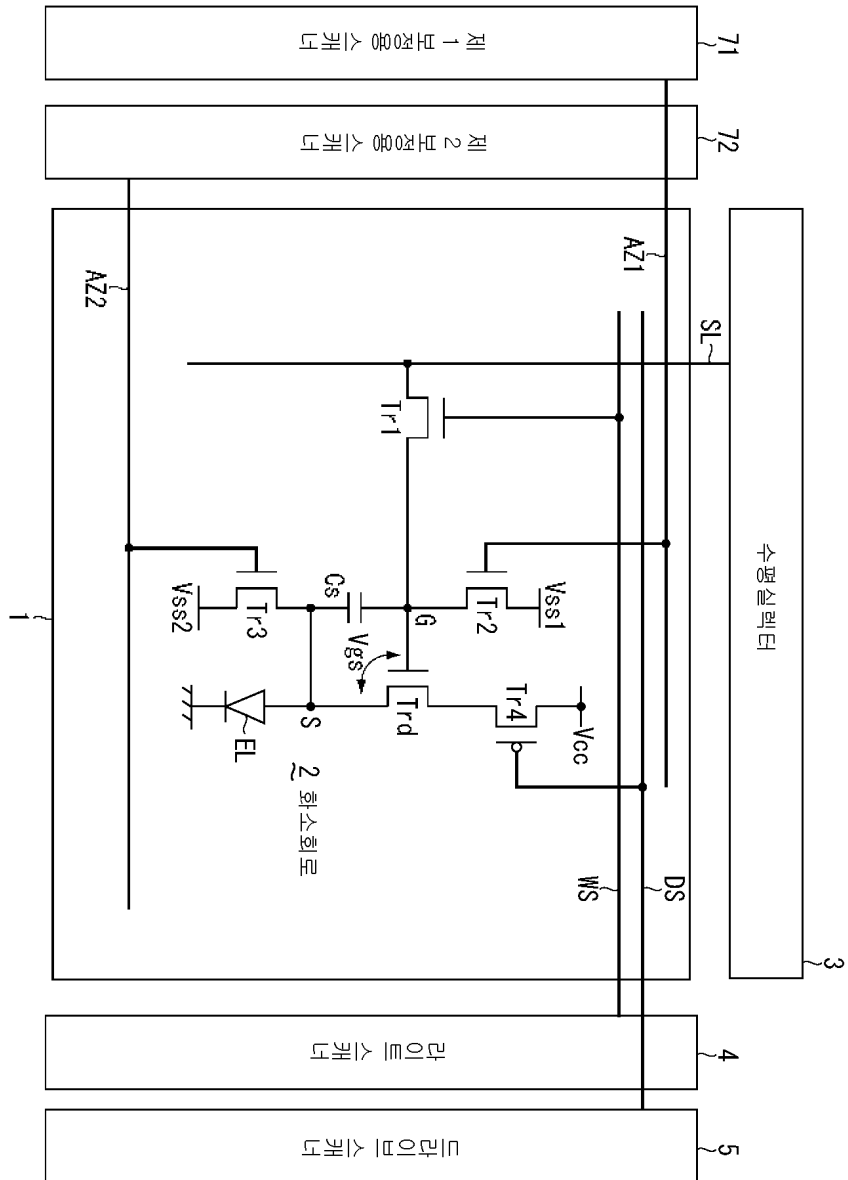 수평실렉터
3
제 1 보정용 스캐너
71
제 2 보정용 스캐너
72
AZ1
SL
DS
WS
Vss1
Vcc
Tr4
Tr2
Tr1
G
Trd
Vgs
Cs
S
Tr3
Vss2
EL
2 화소회로
AZ2
1
라이트 스캐너
4
드라이브 스캐너
5